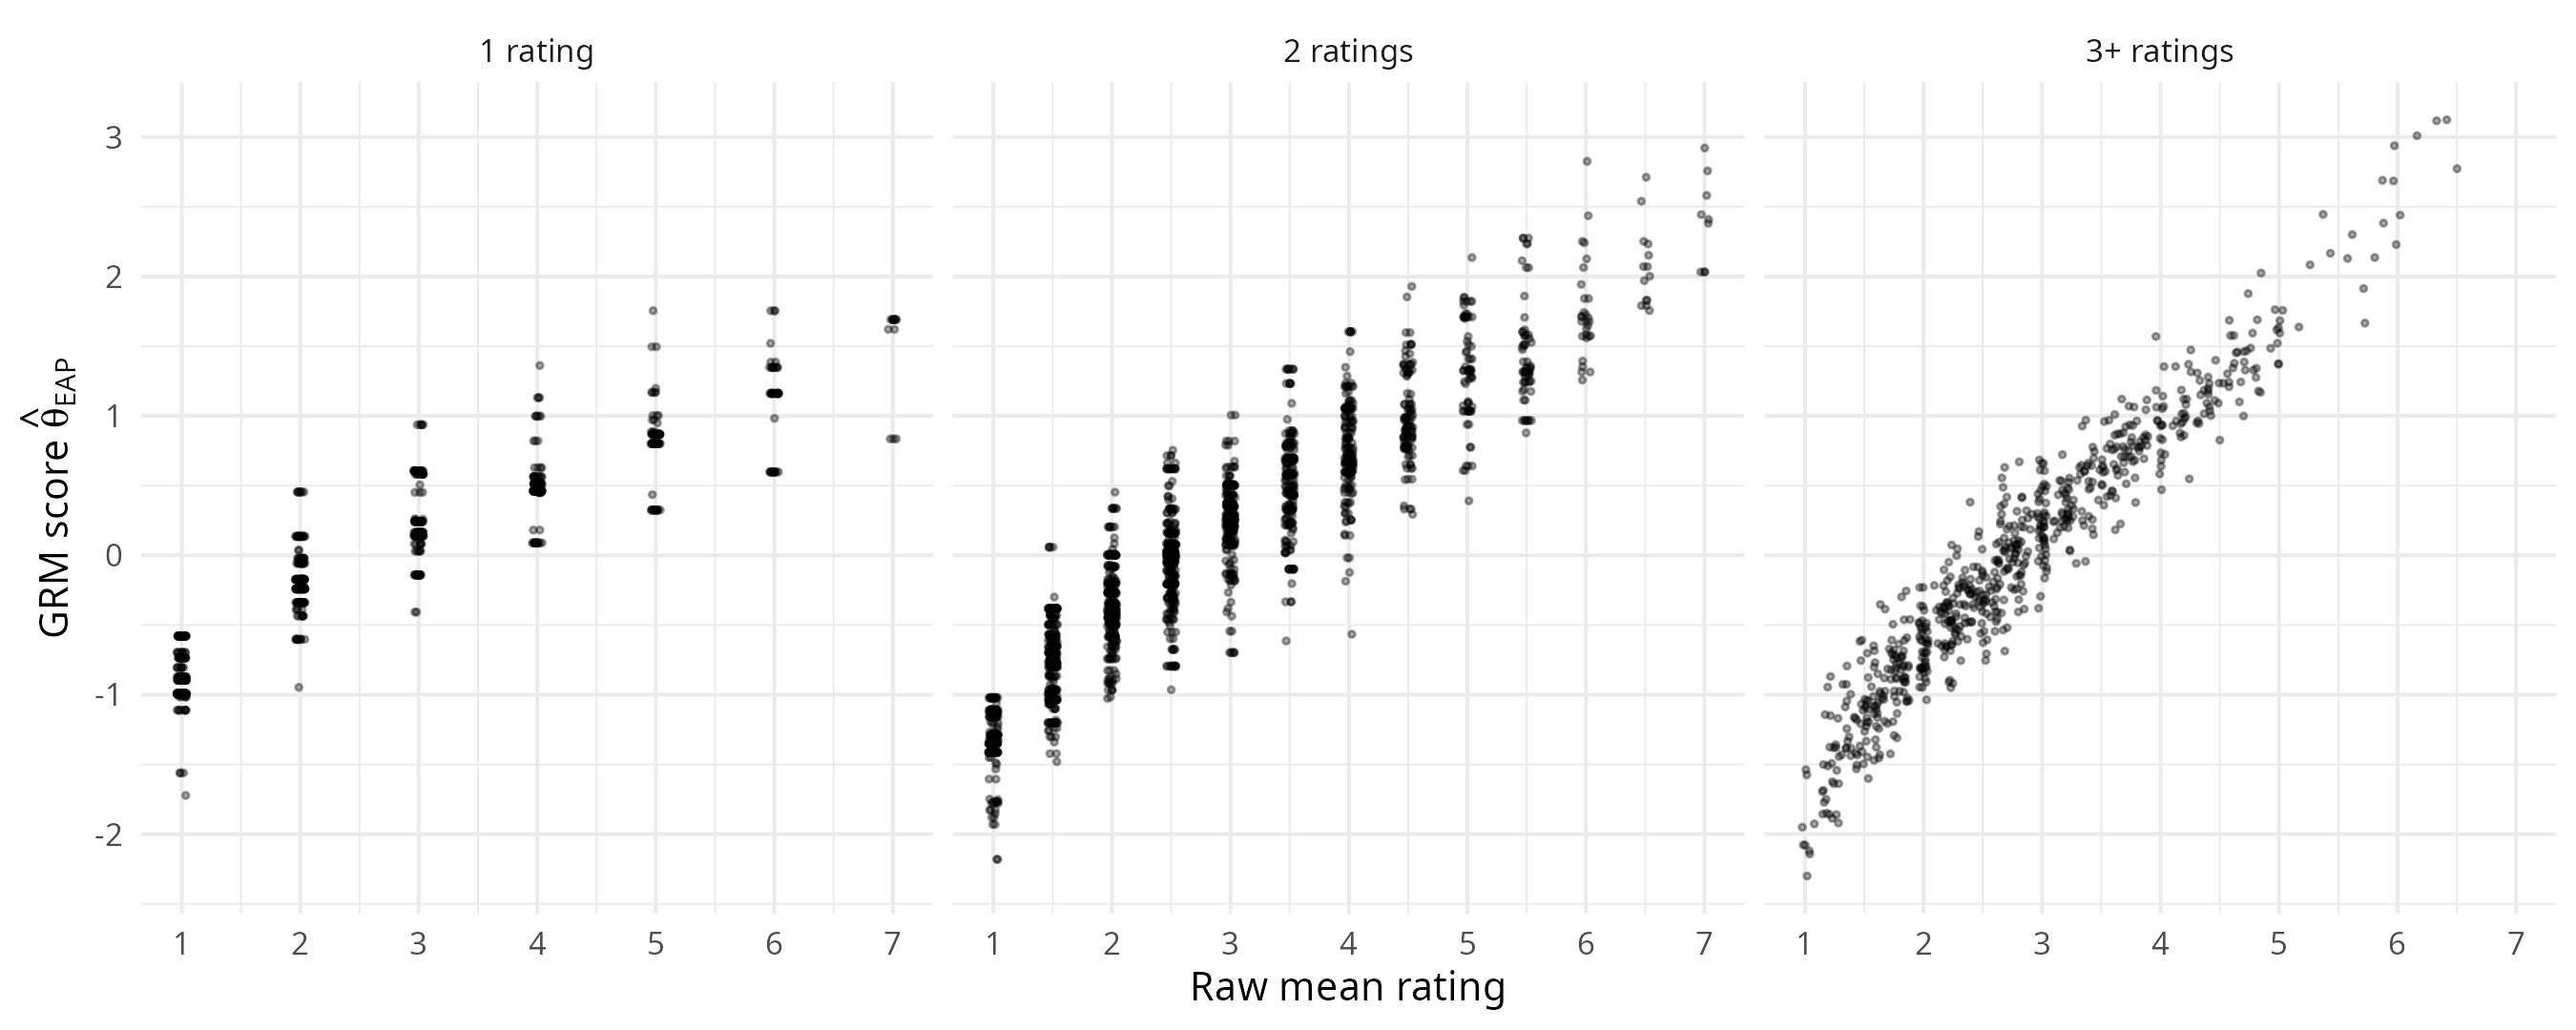 1 rating
2 ratings
3+ ratings
GRM score θ̂EAP
3
2
1
0
-1
-2
1 2 3 4 5 6 7
1 2 3 4 5 6 7
1 2 3 4 5 6 7
Raw mean rating